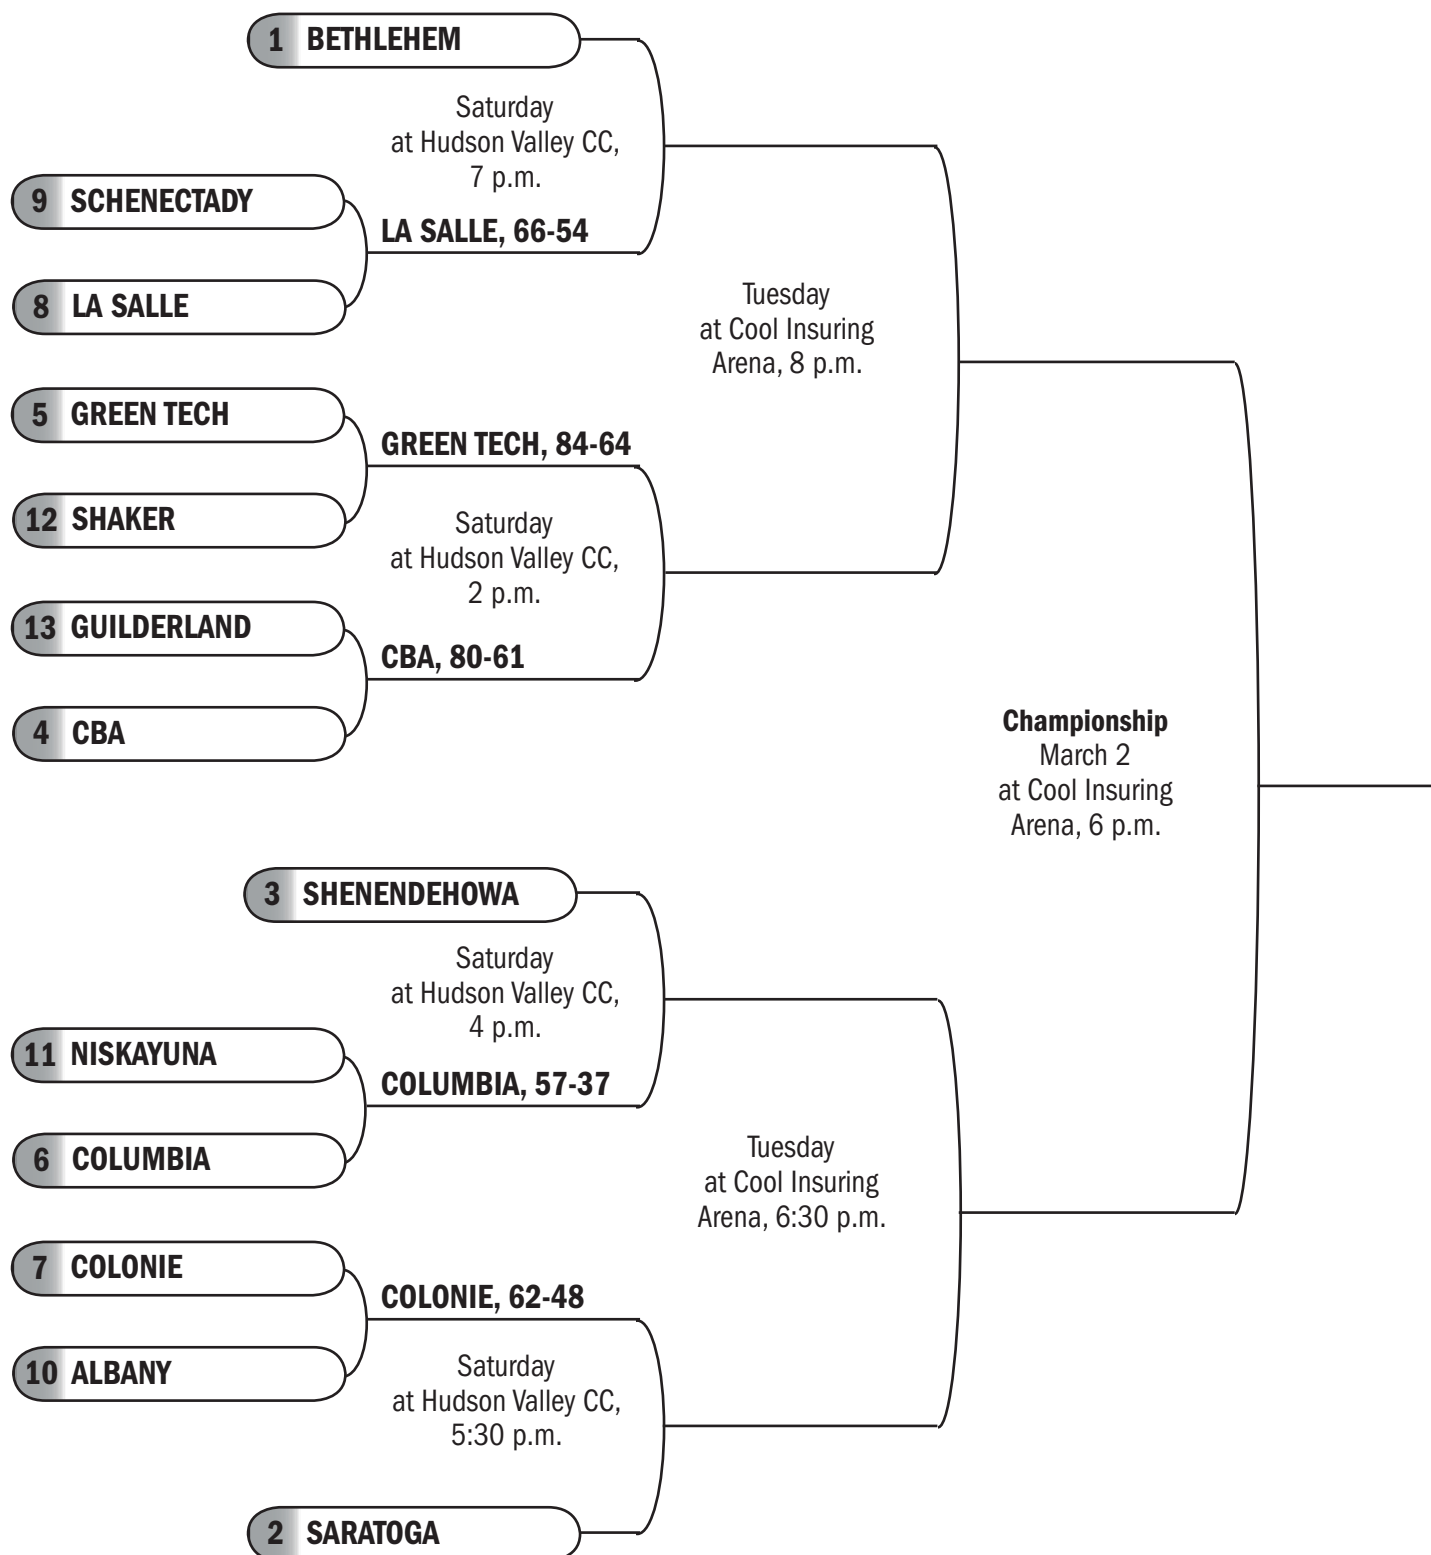 1 BETHLEHEM
Saturday
at Hudson Valley CC,
7 p.m.
9 SCHENECTADY
LA SALLE, 66-54
8 LA SALLE
Tuesday
at Cool Insuring
Arena, 8 p.m.
5 GREEN TECH
GREEN TECH, 84-64
12 SHAKER
Saturday
at Hudson Valley CC,
2 p.m.
13 GUILDERLAND
CBA, 80-61
4 CBA
Championship
March 2
at Cool Insuring
Arena, 6 p.m.
3 SHENENDEHOWA
Saturday
at Hudson Valley CC,
4 p.m.
11 NISKAYUNA
COLUMBIA, 57-37
6 COLUMBIA
Tuesday
at Cool Insuring
Arena, 6:30 p.m.
7 COLONIE
COLONIE, 62-48
10 ALBANY
Saturday
at Hudson Valley CC,
5:30 p.m.
2 SARATOGA